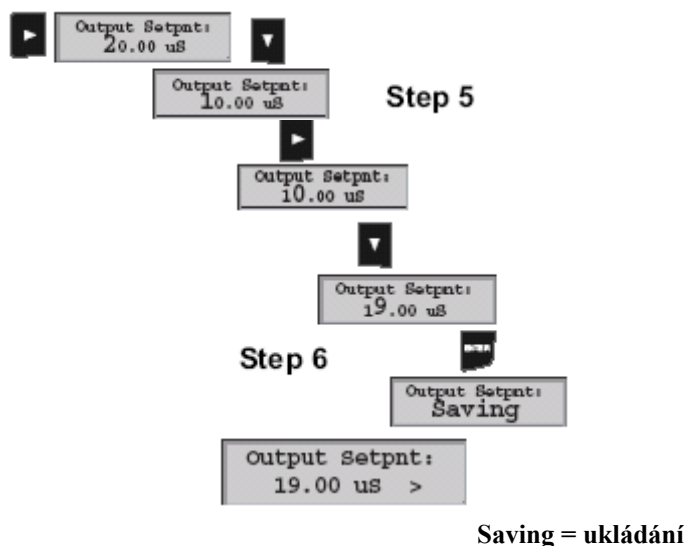 Output Setpnt:
20.00 uS
Output Setpnt:
10.00 uS
Step 5
Output Setpnt:
10.00 uS
Output Setpnt:
19.00 uS
Step 6
Output Setpnt:
Saving
Output Setpnt:
19.00 uS >
Saving = ukládání